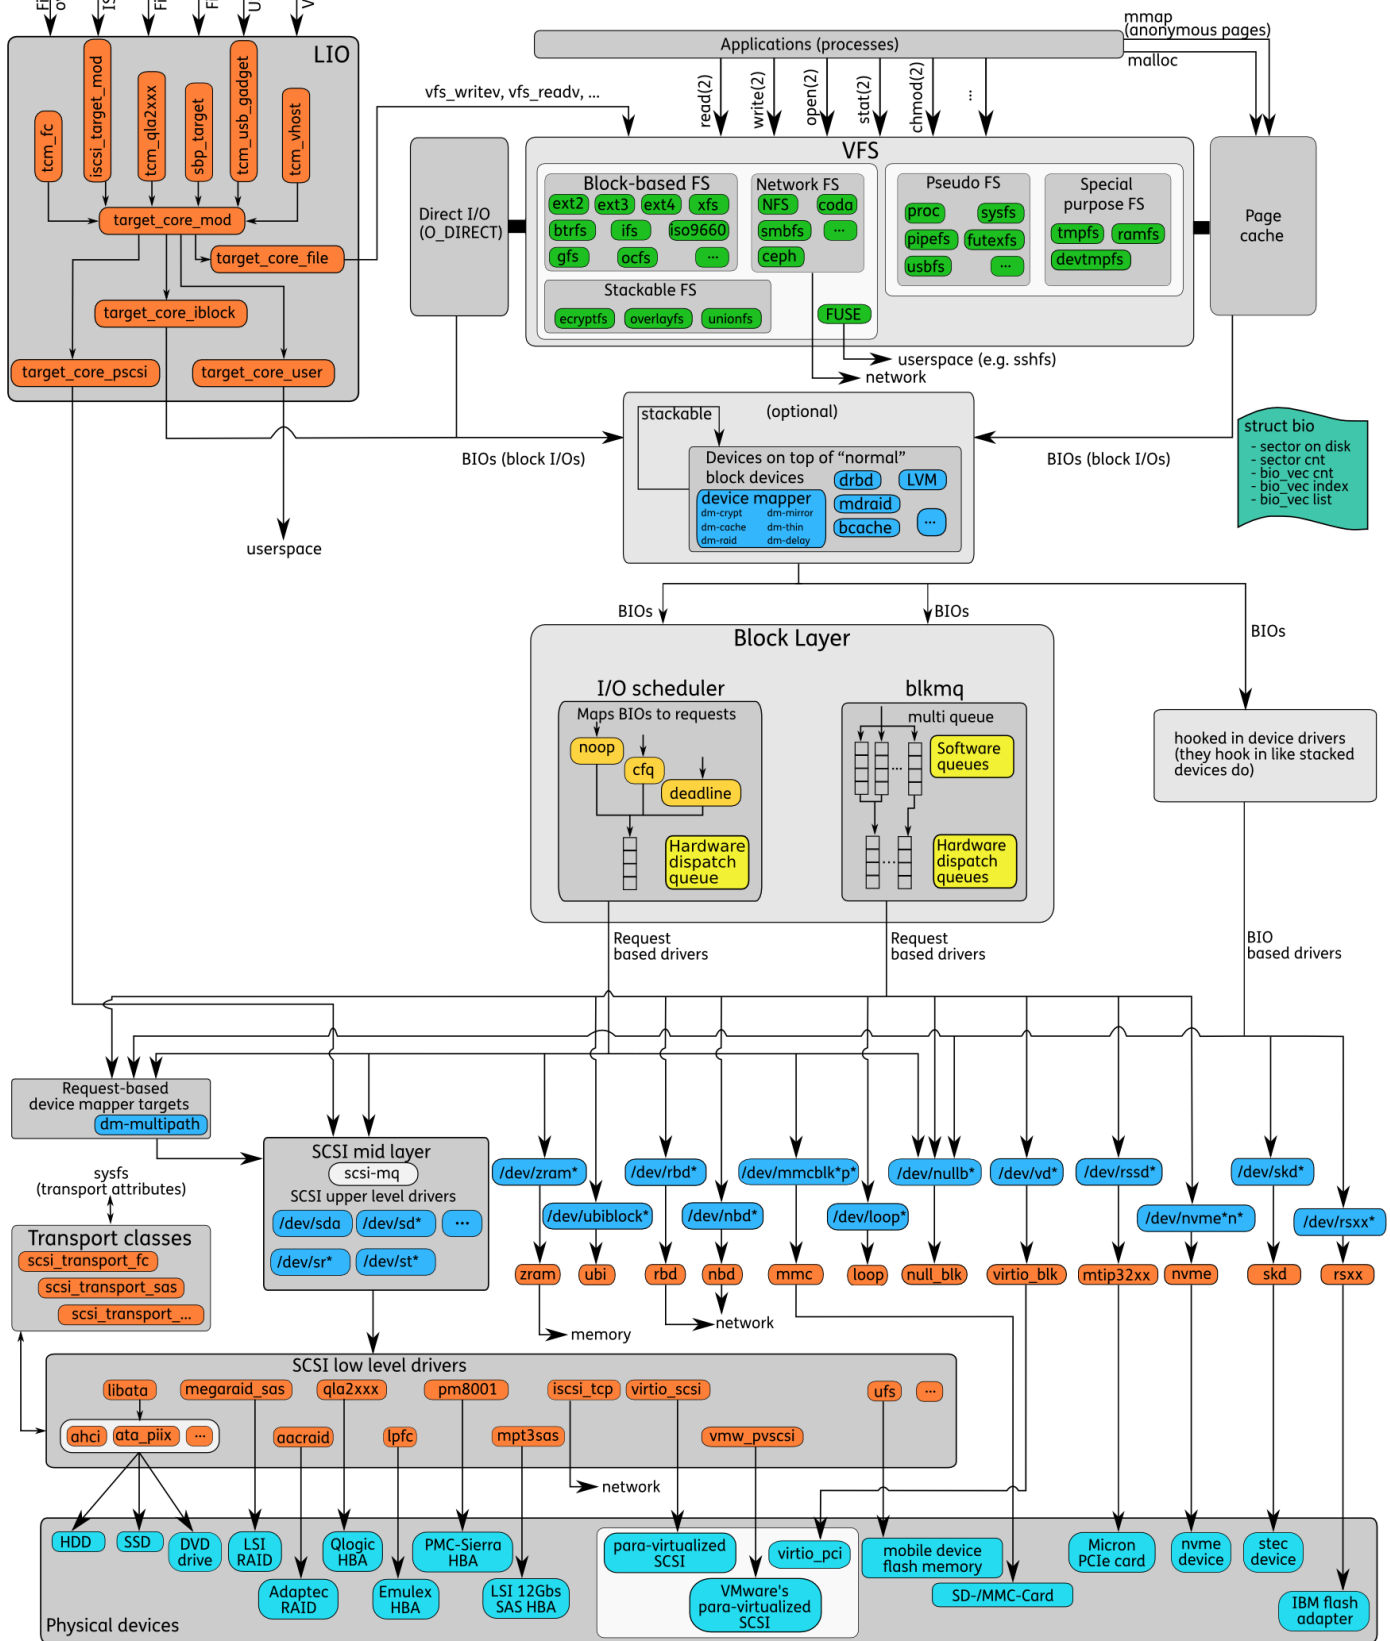 mmap
(anonymous pages)
malloc
Applications (processes)
LIO
vfs_writev, vfs_readv, ...
read(2)
write(2)
open(2)
stat(2)
chmod(2)
...
tcm_fc
iscsi_target_mod
tcm_qla2xxx
sbp_target
tcm_usb_gadget
tcm_vhost
target_core_mod
target_core_file
target_core_iblock
target_core_pscsi
target_core_user
userspace
Direct I/O
(O_DIRECT)
VFS
Block-based FS
ext2
ext3
ext4
xfs
btrfs
ifs
iso9660
gfs
ocfs
...
Network FS
NFS
coda
smbfs
...
ceph
Pseudo FS
proc
sysfs
pipefs
futexfs
usbfs
...
Special
purpose FS
tmpfs
ramfs
devtmpfs
Stackable FS
ecryptfs
overlayfs
unionfs
FUSE
Page
cache
userspace (e.g. sshfs)
network
stackable
(optional)
BIOs (block I/Os)
BIOs (block I/Os)
Devices on top of “normal”
block devices
drbd
LVM
device mapper
dm-crypt
dm-mirror
dm-cache
dm-thin
dm-raid
dm-delay
mdraid
bcache
...
struct bio
- sector on disk
- sector cnt
- bio_vec cnt
- bio_vec index
- bio_vec list
BIOs
BIOs
BIOs
Block Layer
I/O scheduler
Maps BIOs to requests
noop
cfq
deadline
Hardware
dispatch
queue
blkmq
multi queue
...
Software
queues
...
Hardware
dispatch
queues
hooked in device drivers
(they hook in like stacked
devices do)
Request
based drivers
Request
based drivers
BIO
based drivers
Request-based
device mapper targets
dm-multipath
sysfs
(transport attributes)
Transport classes
scsi_transport_fc
scsi_transport_sas
scsi_transport_...
SCSI mid layer
scsi-mq
SCSI upper level drivers
/dev/sda
/dev/sd*
...
/dev/sr*
/dev/st*
/dev/zram*
/dev/rbd*
/dev/mmcblk*p*
/dev/nullb*
/dev/vd*
/dev/rssd*
/dev/skd*
/dev/ubiblock*
/dev/nbd*
/dev/loop*
/dev/nvme*n*
/dev/rsxx*
zram
ubi
rbd
nbd
mmc
loop
null_blk
virtio_blk
mtip32xx
nvme
skd
rsxx
memory
network
SCSI low level drivers
libata
megaraid_sas
qla2xxx
pm8001
iscsi_tcp
virtio_scsi
ufs
...
ahci
ata_piix
...
aacraid
lpfc
mpt3sas
vmw_pvscsi
network
HDD
SSD
DVD
drive
LSI
RAID
Qlogic
HBA
PMC-Sierra
HBA
para-virtualized
SCSI
virtio_pci
mobile device
flash memory
Micron
PCIe card
nvme
device
stec
device
Adaptec
RAID
Emulex
HBA
LSI 12Gbs
SAS HBA
VMware's
para-virtualized
SCSI
SD-/MMC-Card
IBM flash
adapter
Physical devices